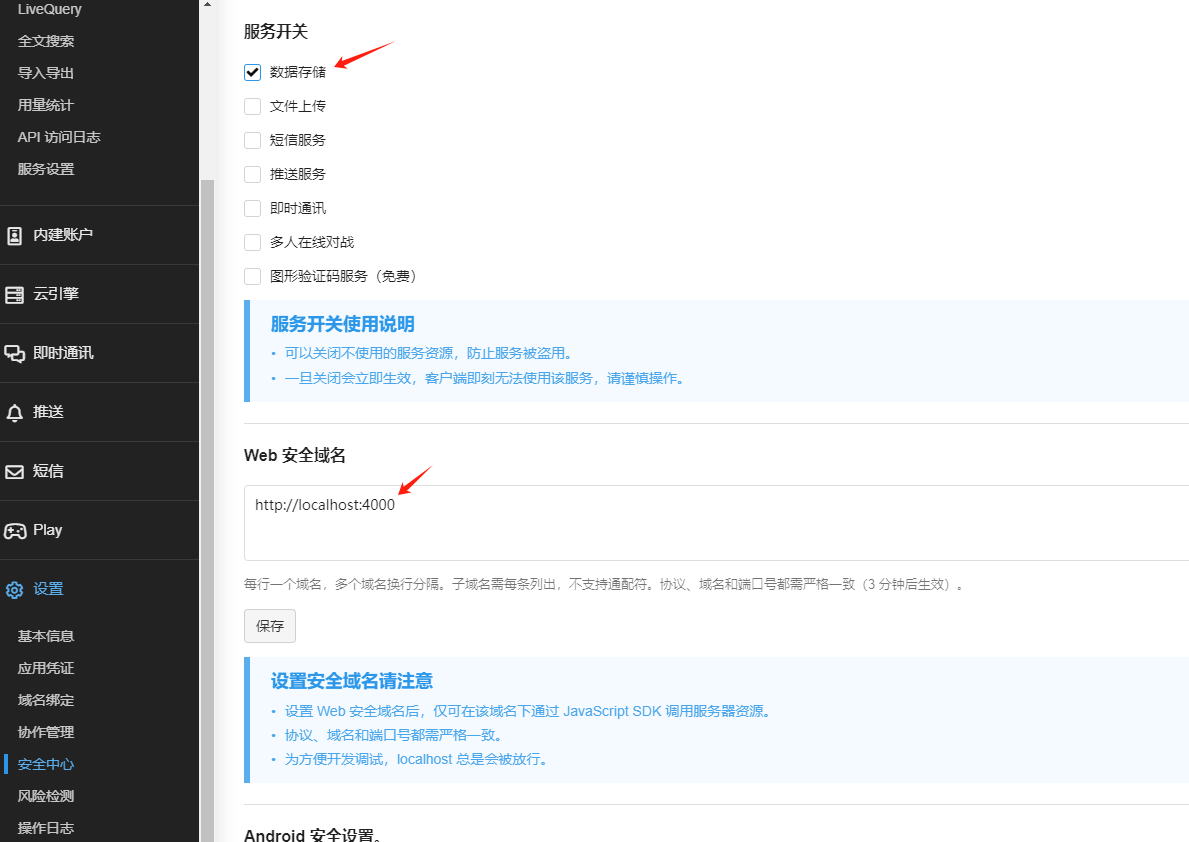 LiveQuery
全文搜索
导入导出
用量统计
API 访问日志
服务设置
内建账户
云引擎
即时通讯
推送
短信
Play
设置
基本信息
应用凭证
域名绑定
协作管理
安全中心
风险检测
操作日志
服务开关
数据存储
文件上传
短信服务
推送服务
即时通讯
多人在线对战
图形验证码服务（免费）
服务开关使用说明
• 可以关闭不使用的服务资源，防止服务被盗用。
• 一旦关闭会立即生效，客户端即刻无法使用该服务，请谨慎操作。
Web 安全域名
http://localhost:4000
每行一个域名，多个域名换行分隔。子域名需每条列出，不支持通配符。协议、域名和端口号都需严格一致（3 分钟后生效）。
保存
设置安全域名请注意
• 设置 Web 安全域名后，仅可在该域名下通过 JavaScript SDK 调用服务器资源。
• 协议、域名和端口号都需严格一致。
• 为方便开发调试，localhost 总是会被放行。
Android 安全设置。